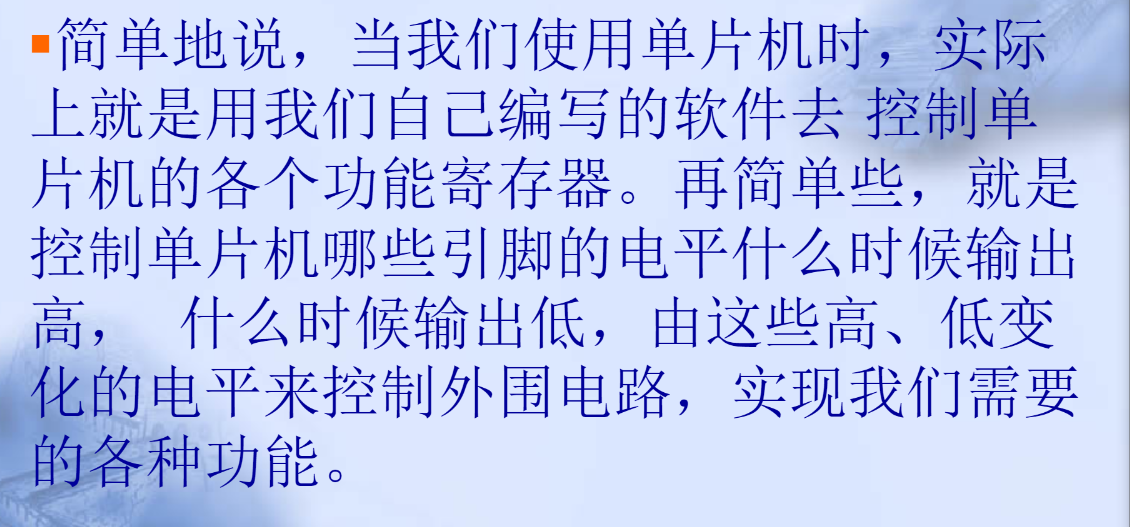 ▪简单地说，当我们使用单片机时，实际
上就是用我们自己编写的软件去 控制单
片机的各个功能寄存器。再简单些，就是
控制单片机哪些引脚的电平什么时候输出
高， 什么时候输出低，由这些高、低变
化的电平来控制外围电路，实现我们需要
的各种功能。